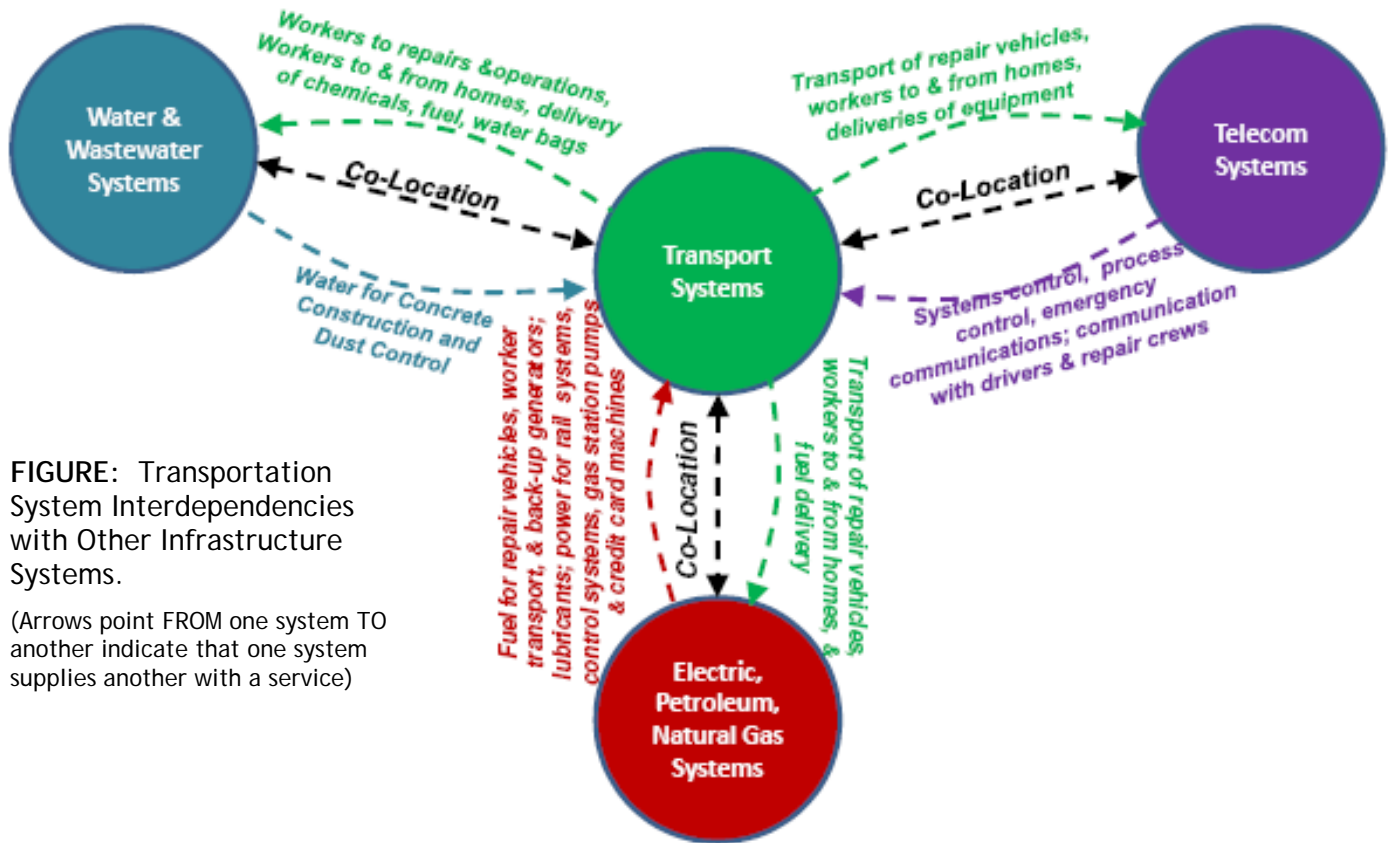 Workers to repairs &operations,
Workers to & from homes, delivery
of chemicals, fuel, water bags
Transport of repair vehicles,
workers to & from homes,
deliveries of equipment
Water &
Wastewater
Systems
Telecom
Systems
Co-Location
Co-Location
Transport
Systems
Water for Concrete
Construction and
Dust Control
Systems control, process
control, emergency
communications; communication
with drivers & repair crews
Fuel for repair vehicles, worker
transport, & back-up generators;
lubricants; power for rail systems,
control systems, gas station pumps
& credit card machines
Co-Location
Transport of repair vehicles,
workers to & from homes, &
fuel delivery
FIGURE: Transportation
System Interdependencies
with Other Infrastructure
Systems.
(Arrows point FROM one system TO
another indicate that one system
supplies another with a service)
Electric,
Petroleum,
Natural Gas
Systems